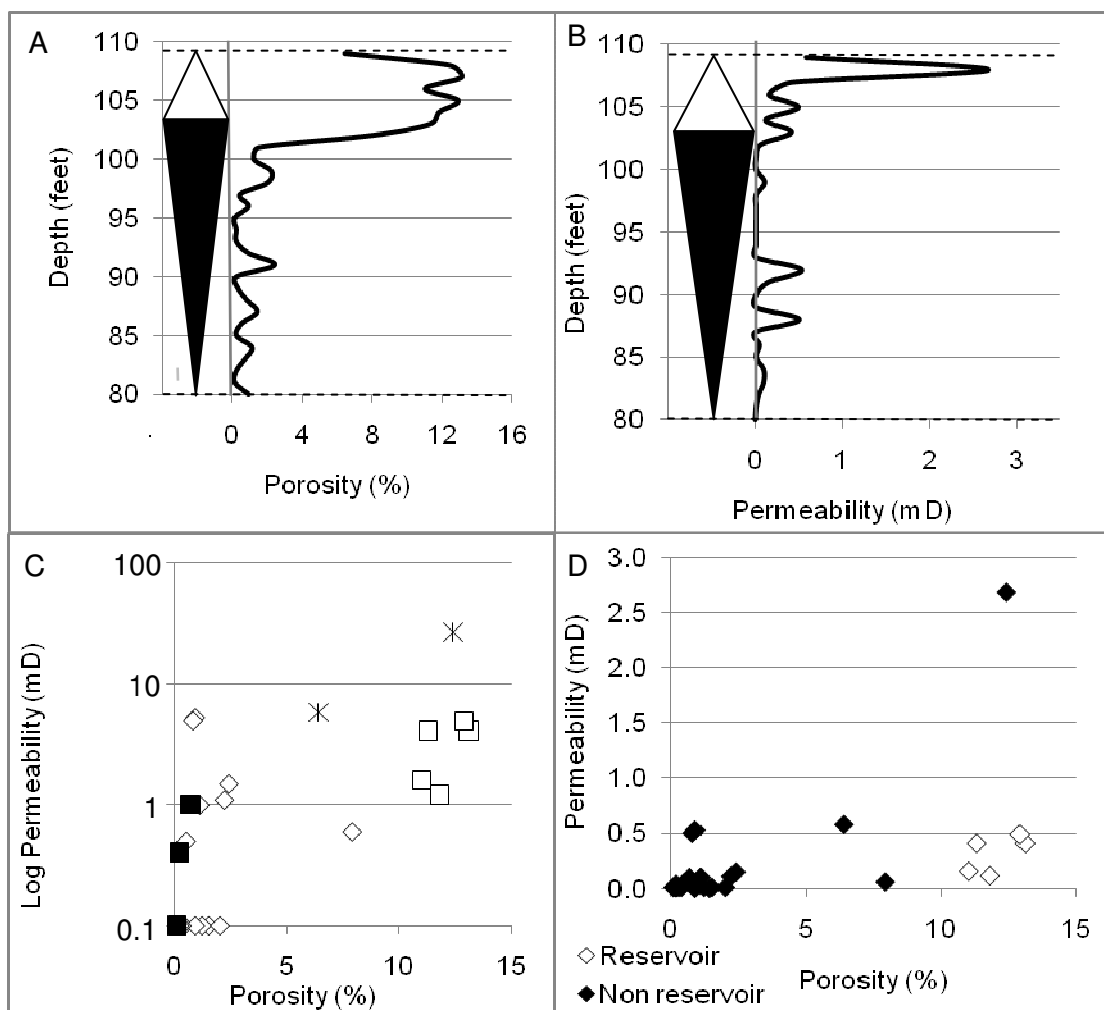 A
110
105
100
95
90
85
80
Depth (feet)
0 4 8 12 16
Porosity (%)
B
110
105
100
95
90
85
80
Depth (feet)
0 1 2 3
Permeability (mD)
C
100
10
1
0.1
Log Permeability (mD)
0 5 10 15
Porosity (%)
D
3.0
2.5
2.0
1.5
1.0
0.5
0.0
Permeability (mD)
0 5 10 15
Porosity (%)
Reservoir
Non reservoir